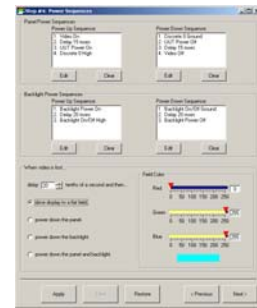 Step #4: Power Sequences
Panel Power Sequences
Power Up Sequence
Power Down Sequence
1 Video On
2 Delay 15 msec
3 UUT Power On
4 Discrete 0 High
1 Discrete 0 Ground
2 UUT Power Off
3 Delay 15 msec
4 Video Off
Edit
Clear
Edit
Clear
Backlight Power Sequences
Power Up Sequence
Power Down Sequence
1 Backlight Power On
2 Delay 20 msec
3 Backlight On/Off High
1 Backlight On/Off Ground
2 Delay 20 msec
3 Backlight Power Off
Edit
Clear
Edit
Clear
When video is lost...
delay
tenths of a second and then...
drive display to a flat field.
power down the panel.
power down the backlight.
power down the panel and backlight.
Field Color
Red
0 50 100 150 200 250
Green
0 50 100 150 200 250
Blue
0 50 100 150 200 250
Apply
Restore
< Previous
Next >